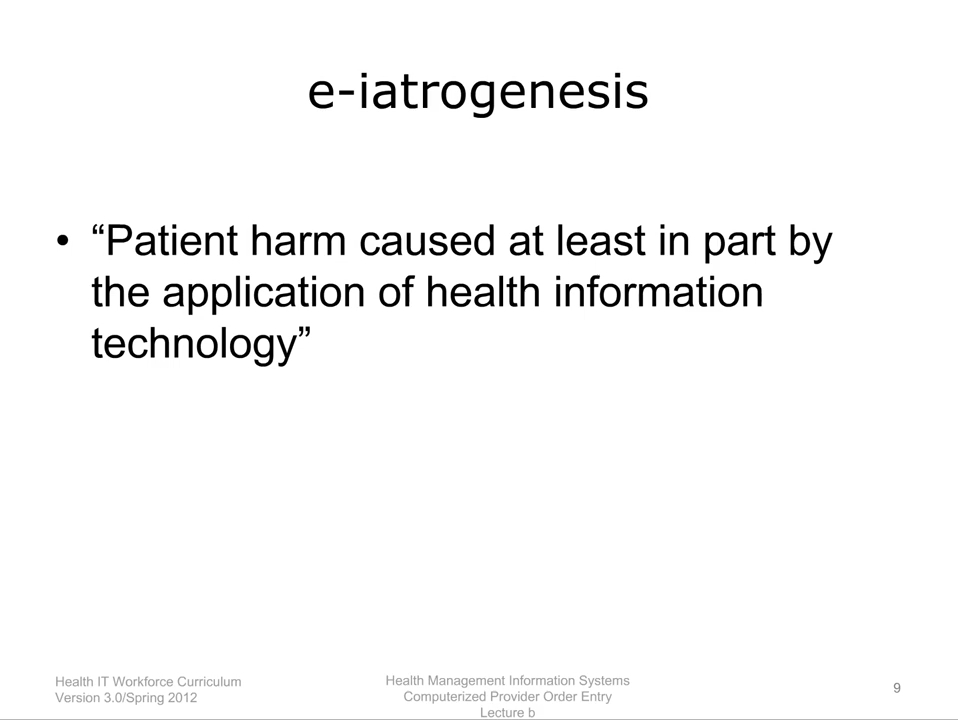 e-iatrogenesis
• “Patient harm caused at least in part by
the application of health information
technology”
Health IT Workforce Curriculum
Version 3.0/Spring 2012
Health Management Information Systems
Computerized Provider Order Entry
Lecture b
9